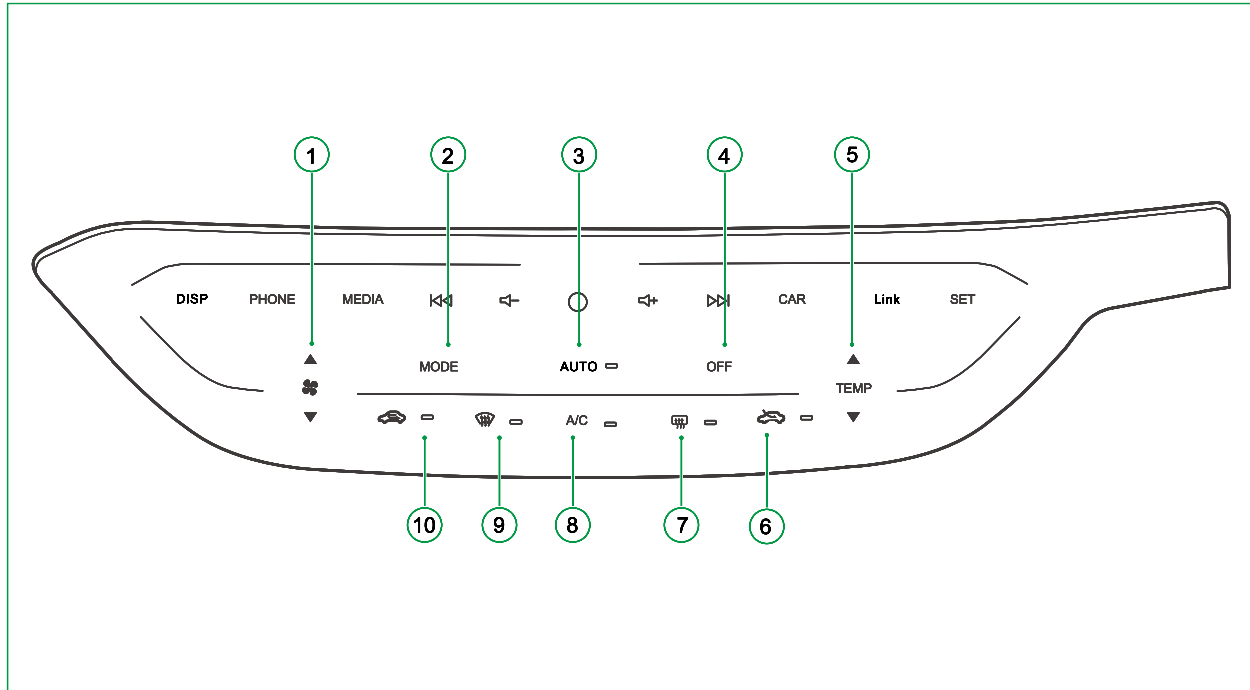 1 2 3 4 5
DISP PHONE MEDIA CAR Link SET
MODE AUTO OFF
TEMP
A/C
10 9 8 7 6